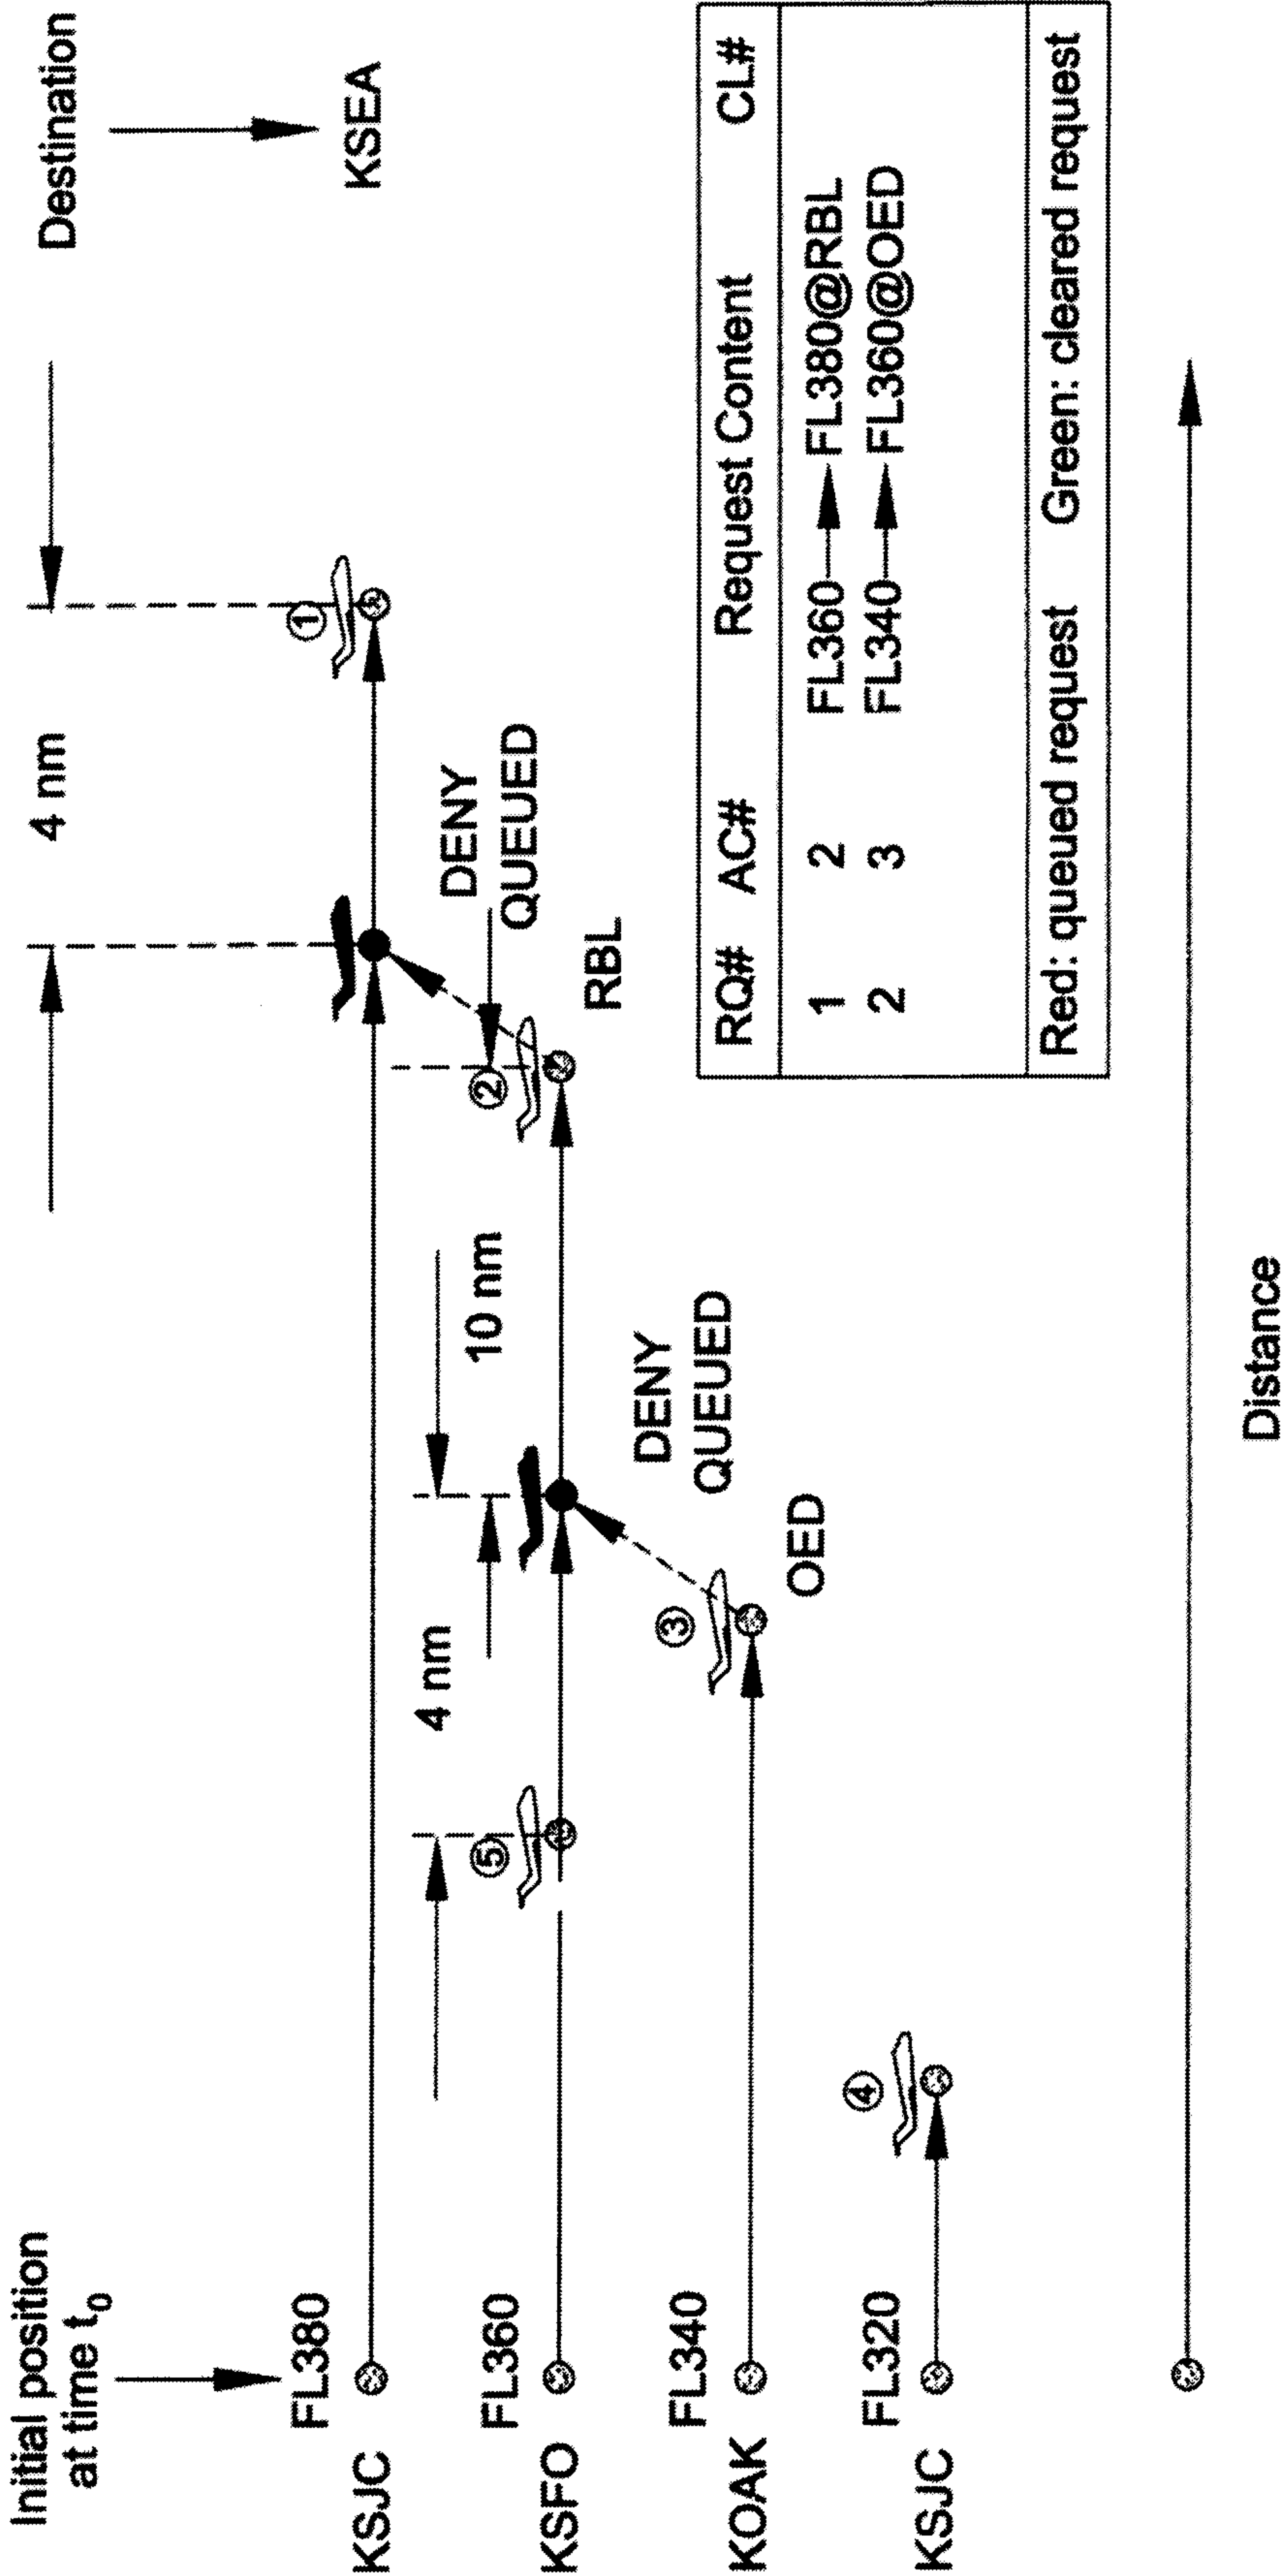 Initial position
at time t0
Destination
KSEA
4 nm
FL380
KSJC
①
DENY
QUEUED
FL360
KSFO
⑤
4 nm
10 nm
②
RBL
DENY
QUEUED
FL340
KOAK
③
OED
FL320
KSJC
④
RQ# AC# Request Content CL#
1 2 FL360→FL380@RBL
2 3 FL340→FL360@OED
Red: queued request Green: cleared request
Distance